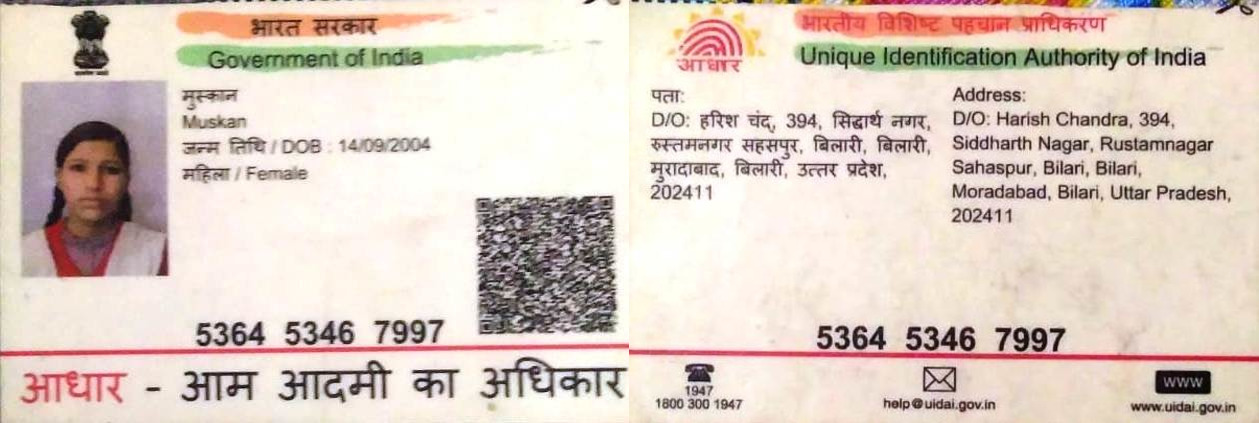 भारत सरकार
Government of India
मुस्कान
Muskan
जन्म तिथि / DOB : 14/09/2004
महिला / Female
5364 5346 7997
आधार - आम आदमी का अधिकार
भारतीय विशिष्ट पहचान प्राधिकरण
आधार
Unique Identification Authority of India
पता:
D/O: हरिश चंद, 394, सिद्धार्थ नगर,
रुस्तमनगर सहसपुर, बिलारी, बिलारी,
मुरादाबाद, बिलारी, उत्तर प्रदेश,
202411
Address:
D/O: Harish Chandra, 394,
Siddharth Nagar, Rustamnagar
Sahaspur, Bilari, Bilari,
Moradabad, Bilari, Uttar Pradesh,
202411
5364 5346 7997
1947
1800 300 1947
help@uidai.gov.in
www
www.uidai.gov.in